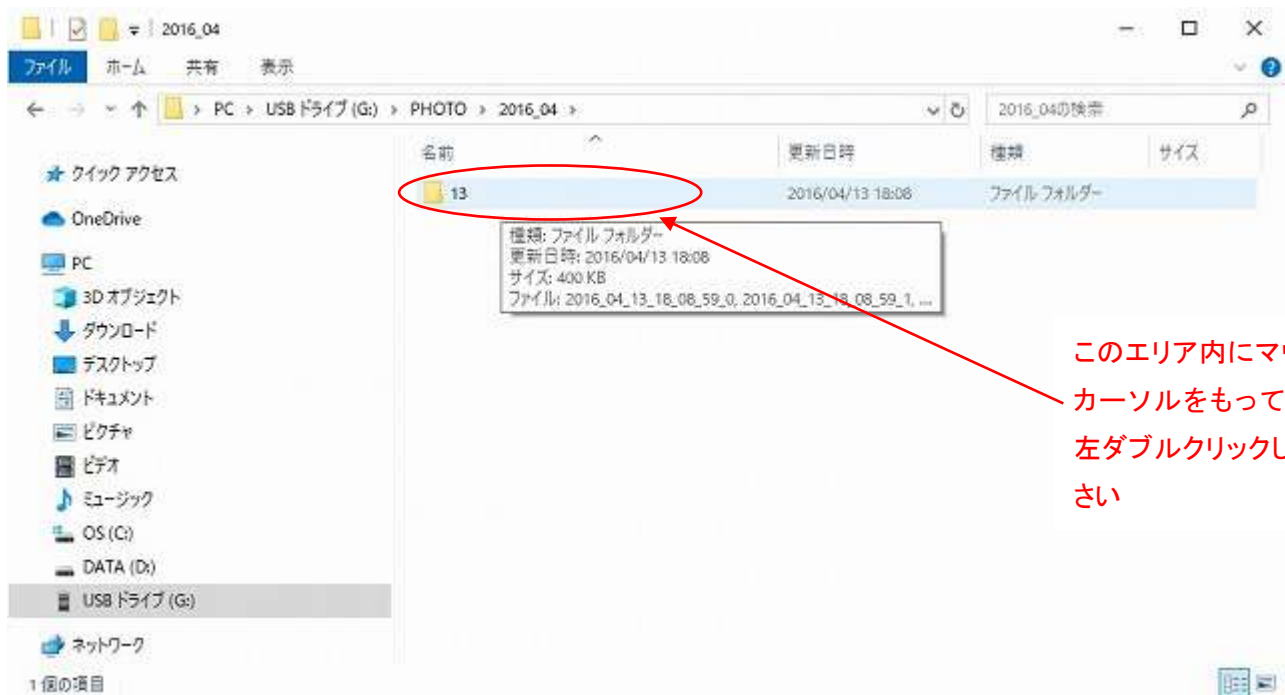 2016_04
ファイル ホーム 共有 表示
PC › USB ドライブ (G:) › PHOTO › 2016_04 ›
2016_04の検索
名前 更新日時 種類 サイズ
クイック アクセス
13 2016/04/13 18:08 ファイル フォルダー
OneDrive
種類: ファイル フォルダー
更新日時: 2016/04/13 18:08
サイズ: 400 KB
ファイル: 2016_04_13_18_08_59_0, 2016_04_13_18_08_59_1, ...
PC
3D オブジェクト
ダウンロード
デスクトップ
ドキュメント
ピクチャ
ビデオ
ミュージック
OS (C:)
DATA (D:)
USB ドライブ (G:)
ネットワーク
1 個の項目
このエリア内にマウ
カーソルをもって
左ダブルクリックし
さい